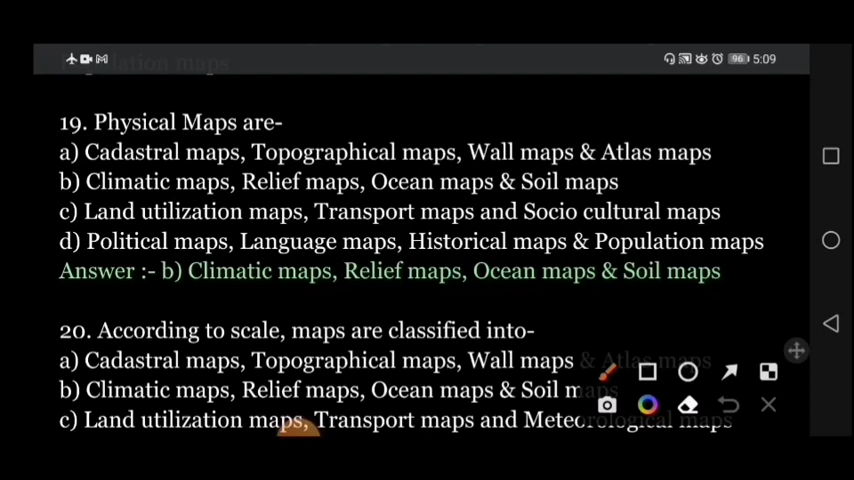 96 5:09
Population maps
19. Physical Maps are-
a) Cadastral maps, Topographical maps, Wall maps & Atlas maps
b) Climatic maps, Relief maps, Ocean maps & Soil maps
c) Land utilization maps, Transport maps and Socio cultural maps
d) Political maps, Language maps, Historical maps & Population maps
Answer :- b) Climatic maps, Relief maps, Ocean maps & Soil maps
20. According to scale, maps are classified into-
a) Cadastral maps, Topographical maps, Wall maps & Atlas maps
b) Climatic maps, Relief maps, Ocean maps & Soil maps
c) Land utilization maps, Transport maps and Meteorological maps